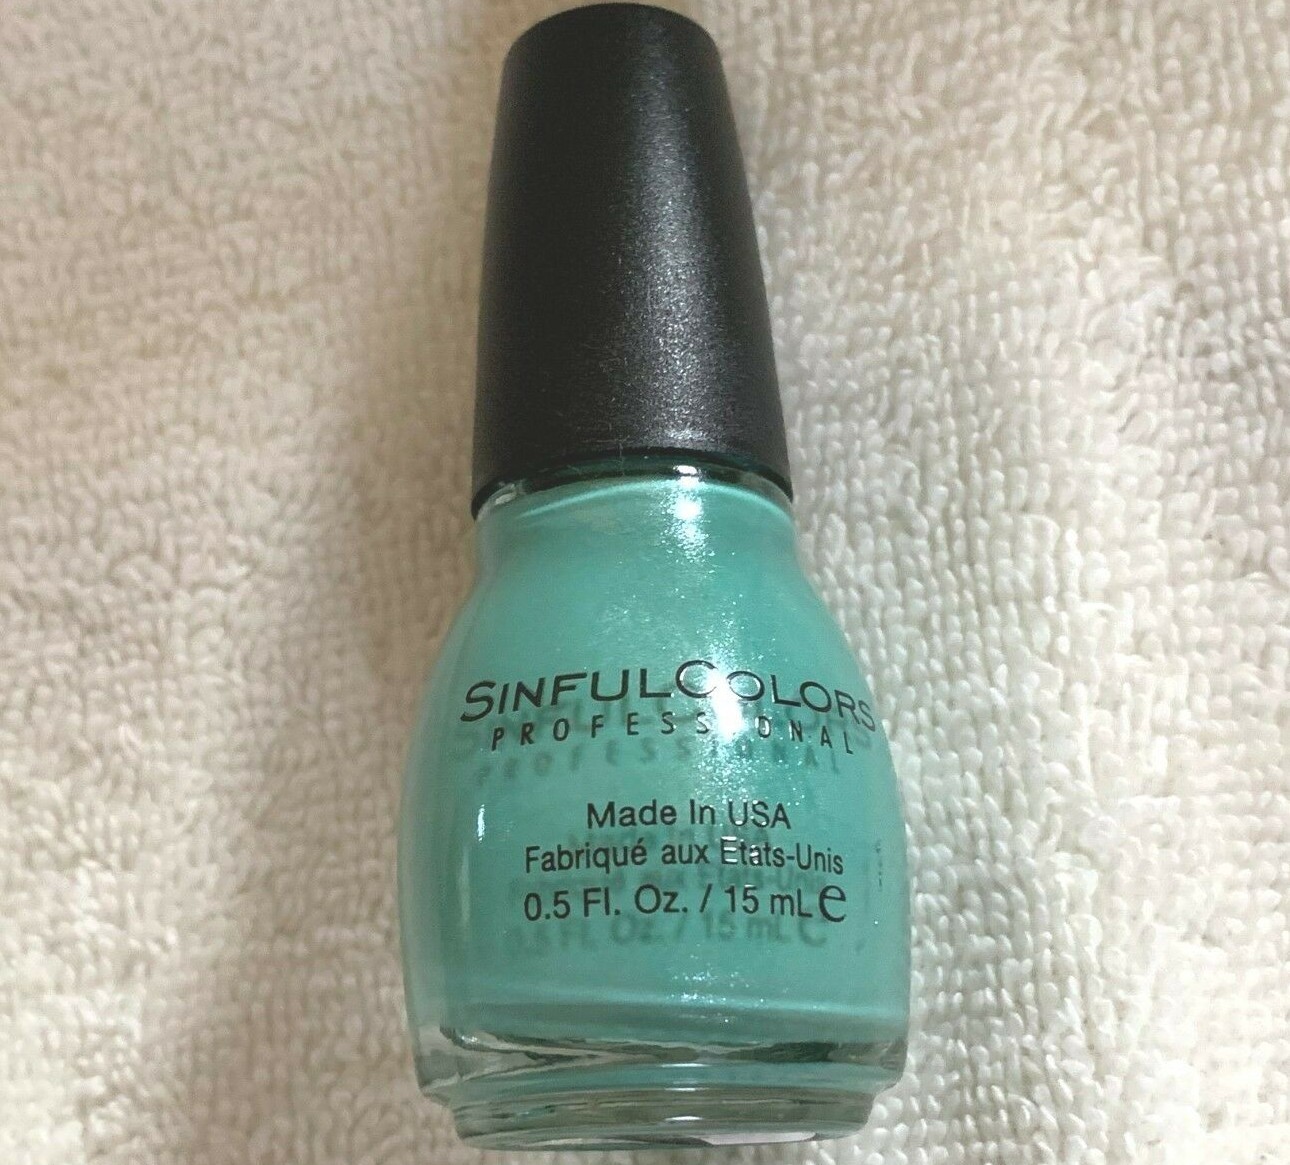 SINFULCOLORS
PROFESSIONAL
Made In USA
Fabriqué aux Etats-Unis
0.5 Fl. Oz. / 15 mL e